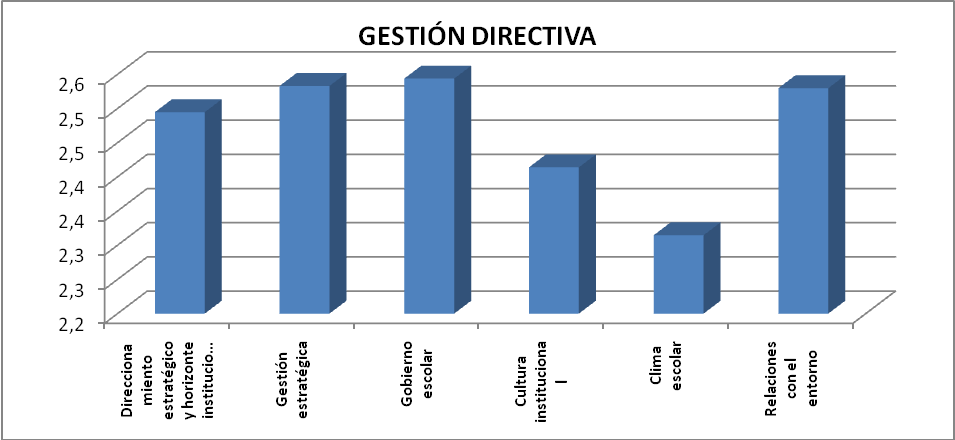 GESTIÓN DIRECTIVA
2,6
2,5
2,5
2,4
2,4
2,3
2,3
2,2
Direcciona
miento
estratégico
y horizonte
institucio...
Gestión
estratégica
Gobierno
escolar
Cultura
instituciona
l
Clima
escolar
Relaciones
con el
entorno